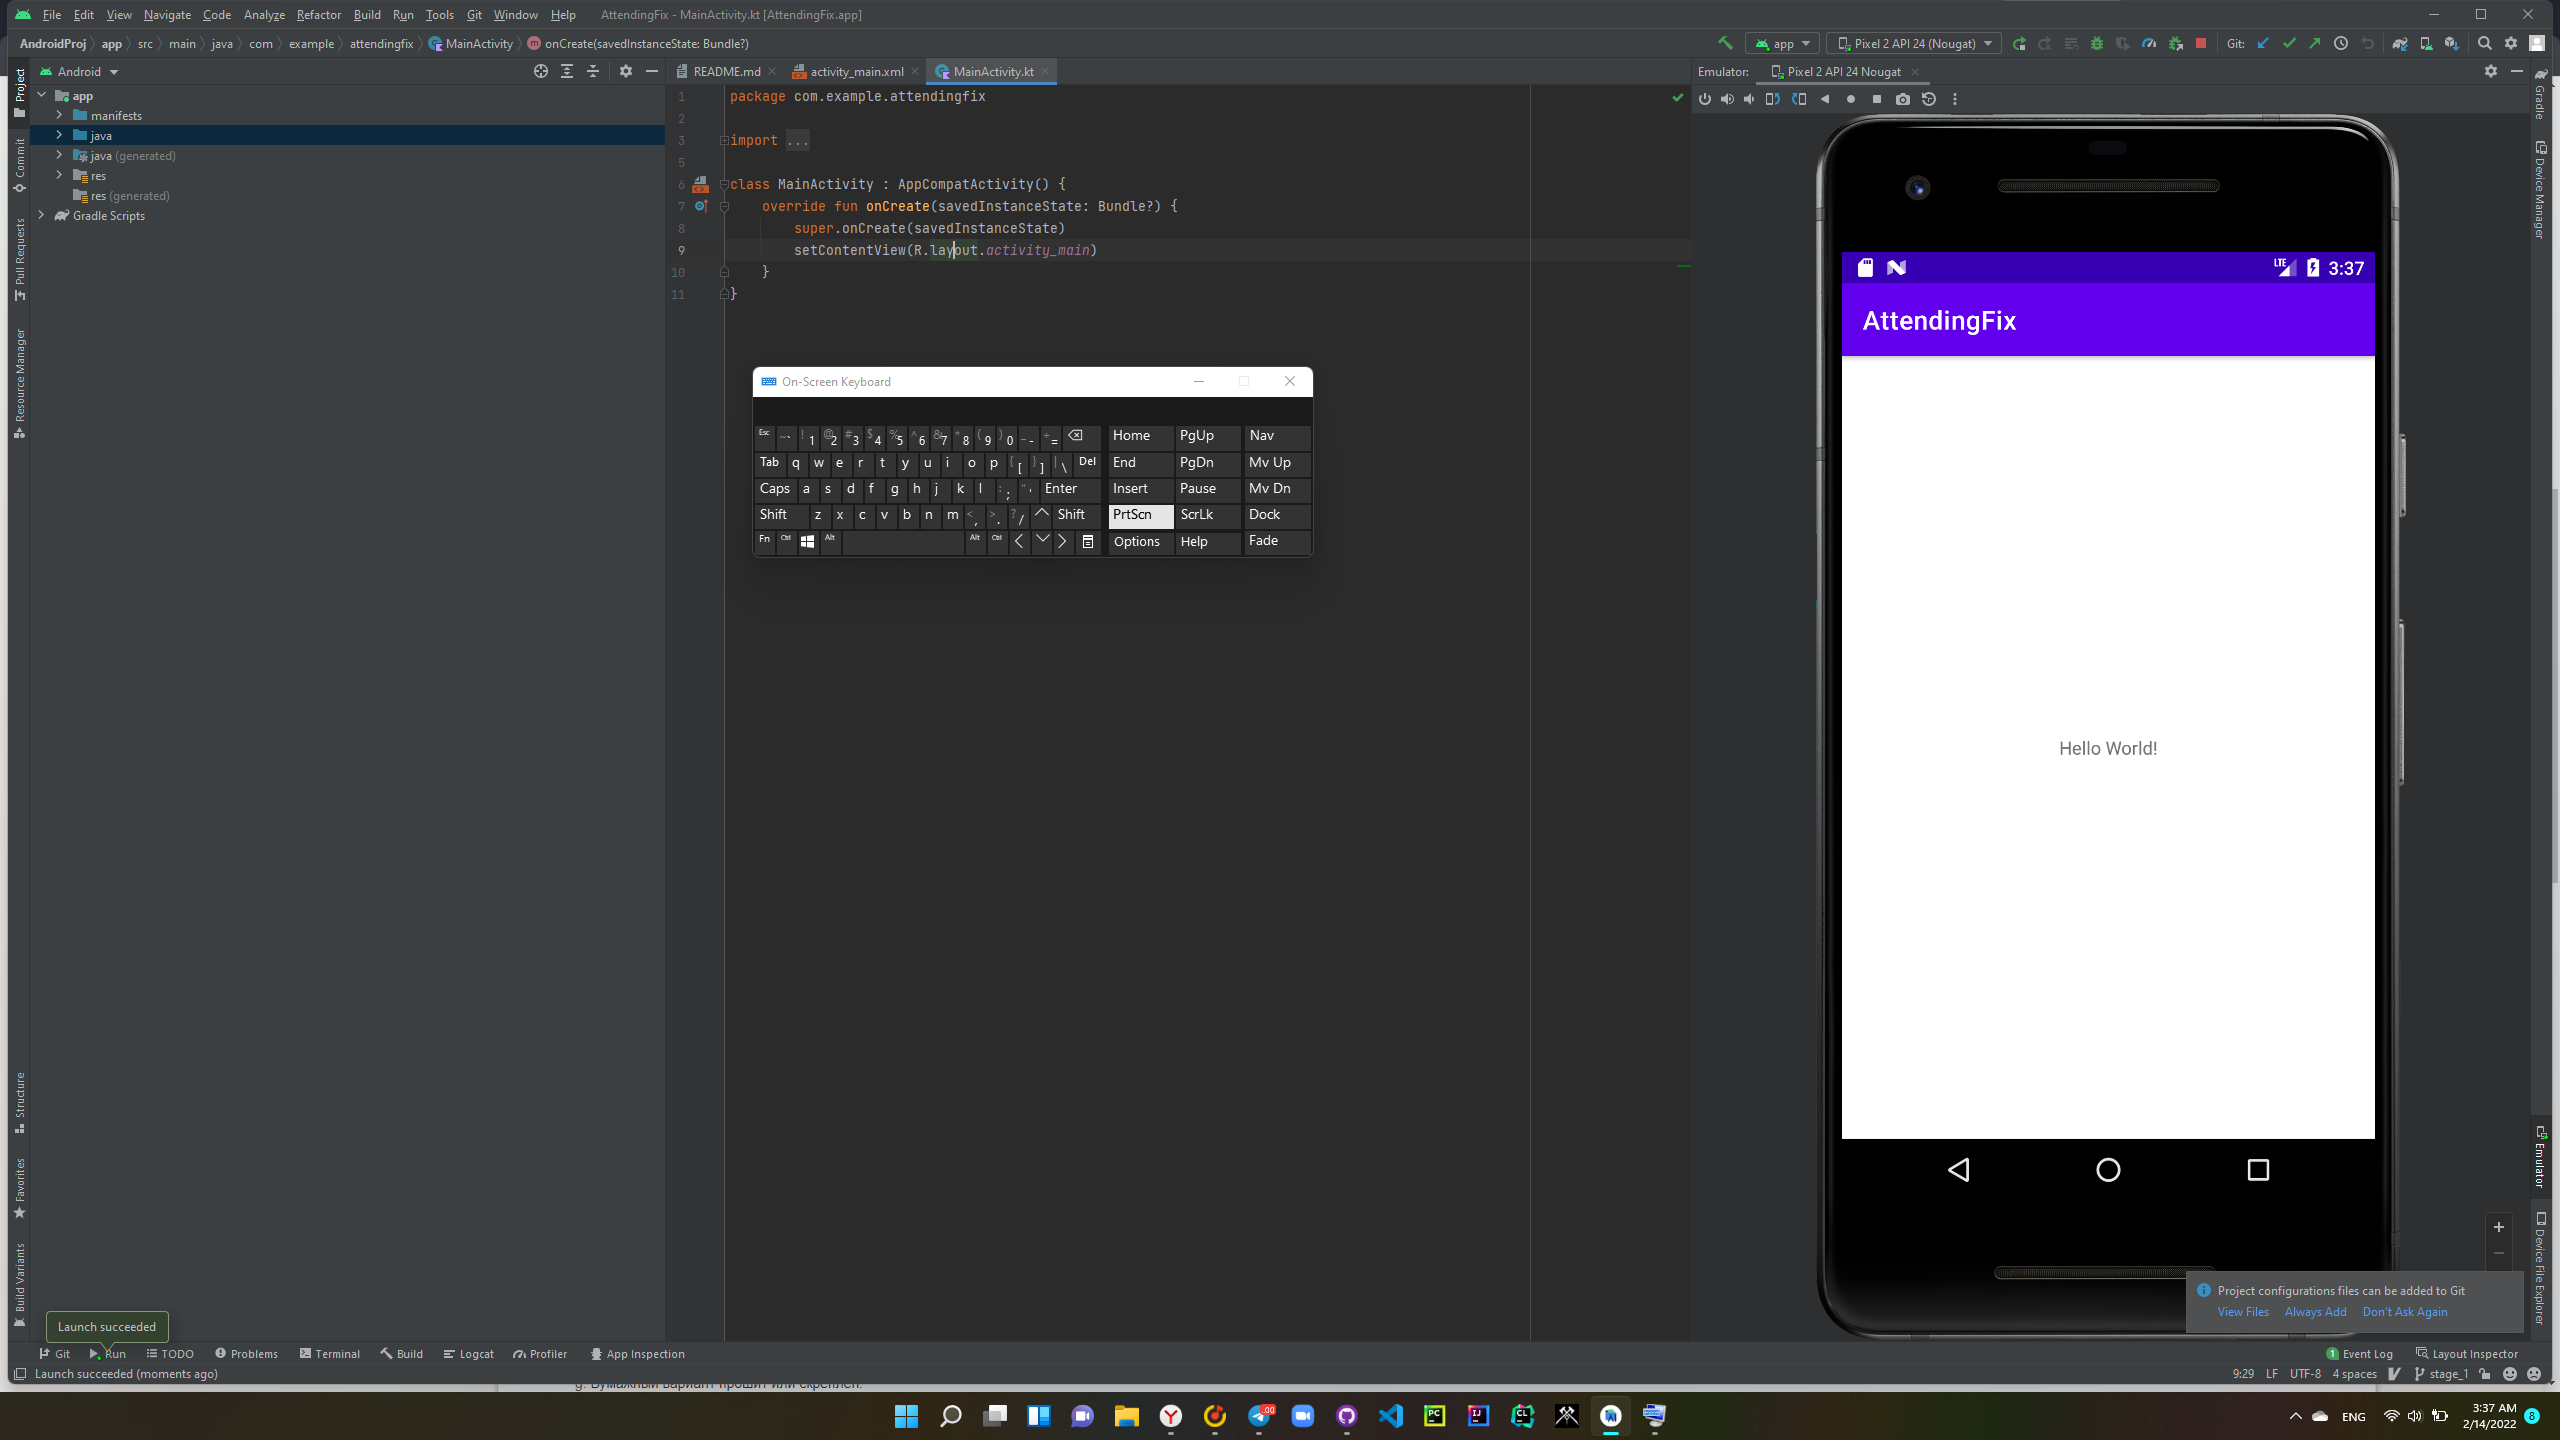 File Edit View Navigate Code Analyze Refactor Build Run Tools Git Window Help AttendingFix - MainActivity.kt [AttendingFix.app]
AndroidProj app src main java com example attendingfix MainActivity onCreate(savedInstanceState: Bundle?) app Pixel 2 API 24 (Nougat) Git:
Android README.md activity_main.xml MainActivity.kt Emulator: Pixel 2 API 24 Nougat
app
manifests
java
java (generated)
res
res (generated)
Gradle Scripts
Project
Commit
Pull Request
Resource Manager
Structure
Favorites
Build Variants
1 package com.example.attendingfix
2
3 import ...
5
6 class MainActivity : AppCompatActivity() {
7 override fun onCreate(savedInstanceState: Bundle?) {
8 super.onCreate(savedInstanceState)
9 setContentView(R.layout.activity_main)
10 }
11 }
On-Screen Keyboard
Esc ~ ` ! 1 @ 2 # 3 $ 4 % 5 ^ 6 & 7 * 8 ( 9 ) 0 _ - + = Home PgUp Nav
Tab q w e r t y u i o p { [ } ] | \ Del End PgDn Mv Up
Caps a s d f g h j k l : ; " ' Enter Insert Pause Mv Dn
Shift z x c v b n m < , > . ? / Shift PrtScn ScrLk Dock
Fn Ctrl Alt Alt Ctrl Options Help Fade
LTE 3:37
AttendingFix
Hello World!
Gradle
Device Manager
Emulator
Device File Explorer
Project configurations files can be added to Git
View Files Always Add Don't Ask Again
Launch succeeded
Git Run TODO Problems Terminal Build Logcat Profiler App Inspection 1 Event Log Layout Inspector
Launch succeeded (moments ago) 9:29 LF UTF-8 4 spaces stage_1
PC IJ CL
ENG 3:37 AM
2/14/2022 8